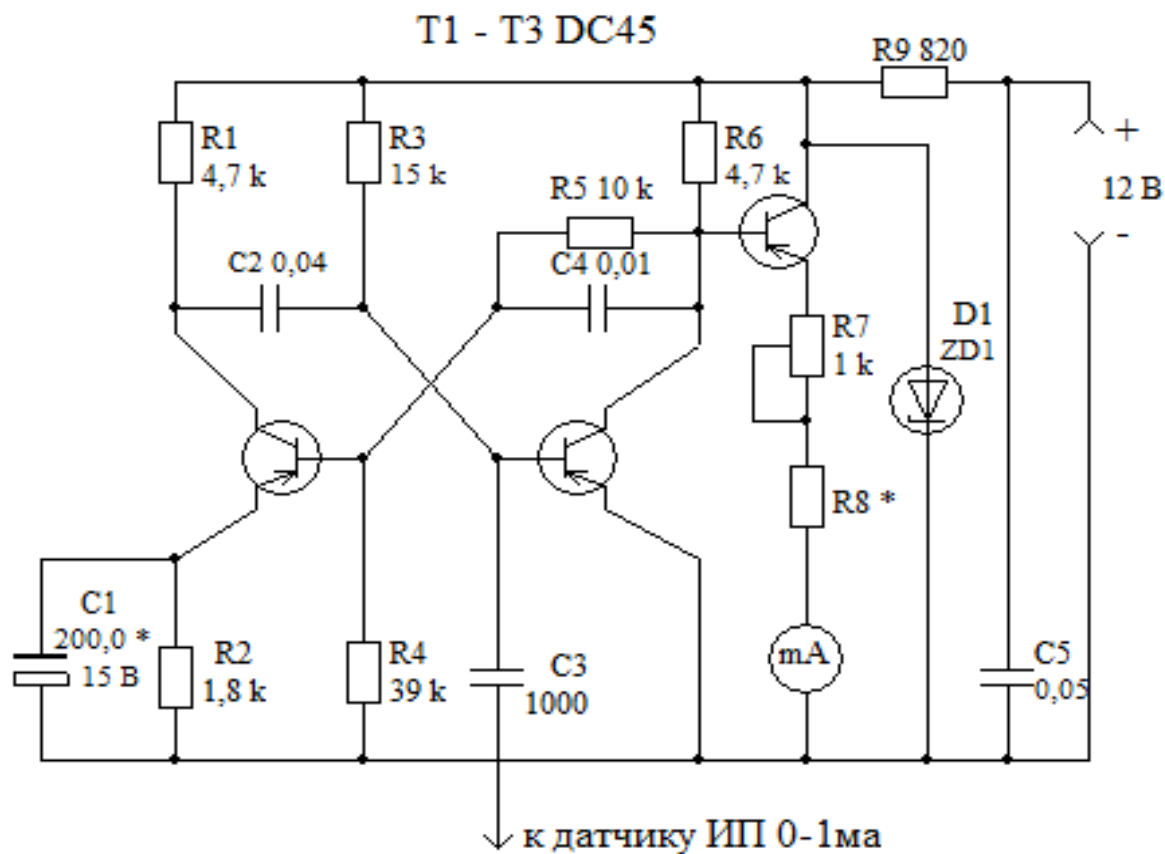 T1 - T3 DC45
R9 820
R1
4,7 k
R3
15 k
R6
4,7 k
R5 10 k
+
12 В
-
C2 0,04
C4 0,01
R7
1 k
D1
ZD1
R8 *
C1
200,0 *
15 В
R2
1,8 k
R4
39 k
C3
1000
mA
C5
0,05
к датчику ИП 0-1ма